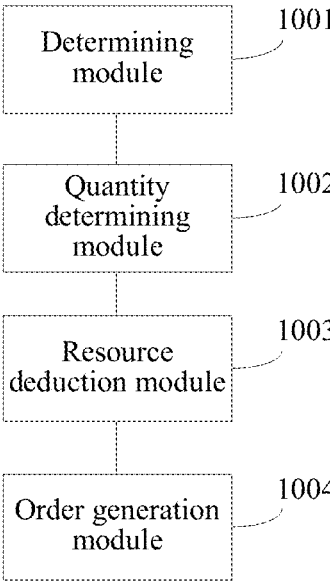 Determining
module
1001
Quantity
determining
module
1002
Resource
deduction module
1003
Order generation
module
1004